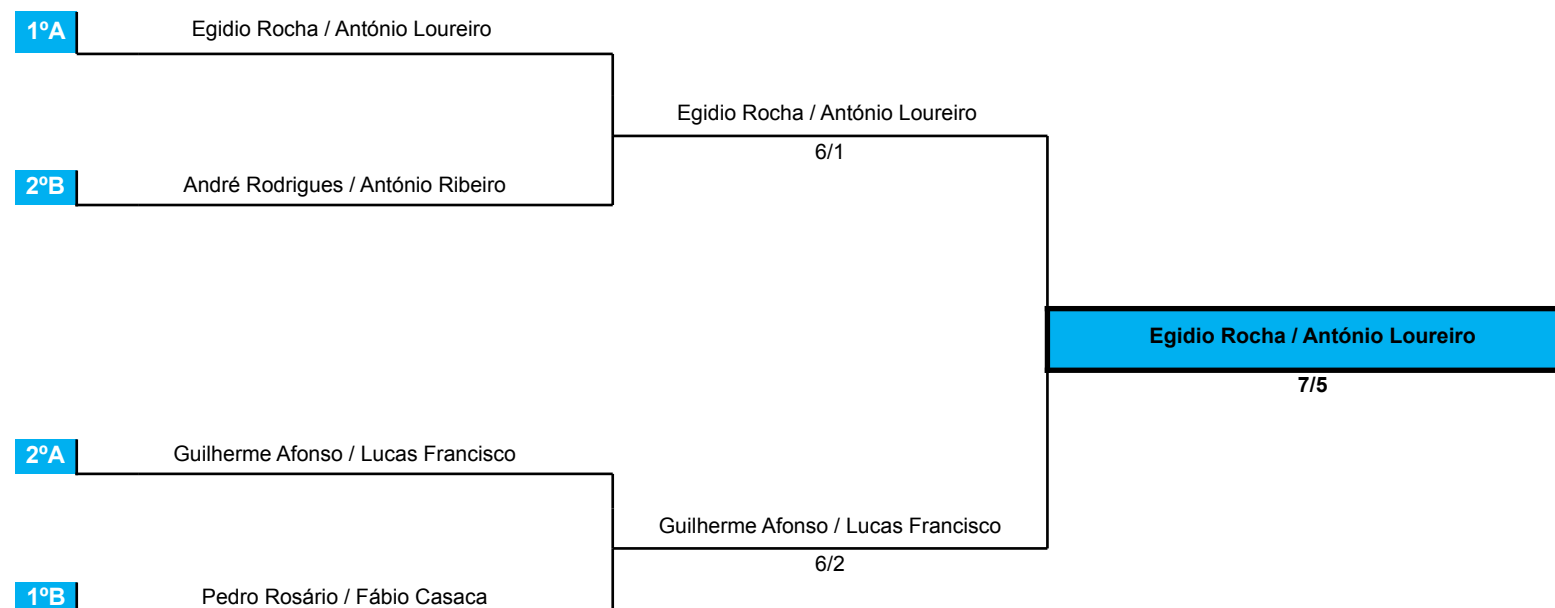 1ºA Egidio Rocha / António Loureiro
Egidio Rocha / António Loureiro
6/1
2ºB André Rodrigues / António Ribeiro
Egidio Rocha / António Loureiro
7/5
2ºA Guilherme Afonso / Lucas Francisco
Guilherme Afonso / Lucas Francisco
6/2
1ºB Pedro Rosário / Fábio Casaca